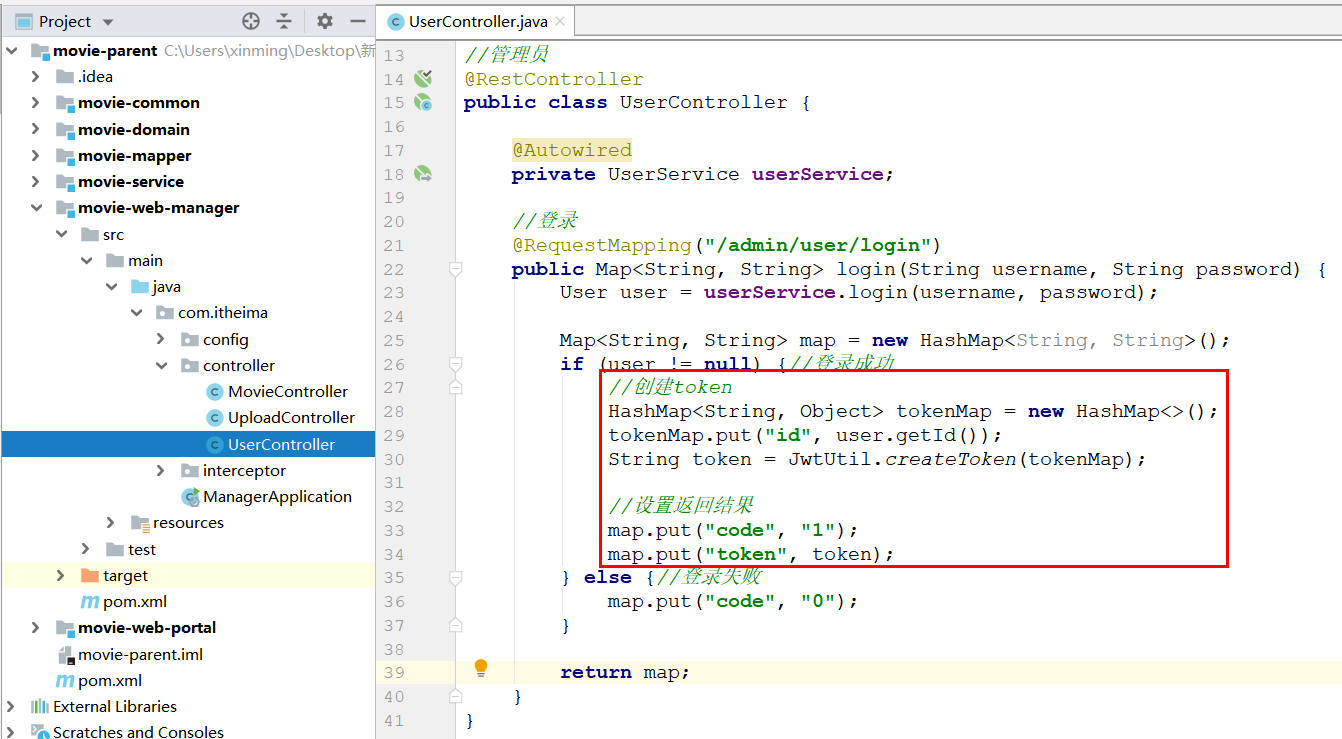 Project
movie-parent C:\Users\xinming\Desktop\新
.idea
movie-common
movie-domain
movie-mapper
movie-service
movie-web-manager
src
main
java
com.itheima
config
controller
MovieController
UploadController
UserController
interceptor
ManagerApplication
resources
test
target
pom.xml
movie-web-portal
movie-parent.iml
pom.xml
External Libraries
Scratches and Consoles
UserController.java
13 //管理员
14 @RestController
15 public class UserController {
16
17 @Autowired
18 private UserService userService;
19
20 //登录
21 @RequestMapping("/admin/user/login")
22 public Map<String, String> login(String username, String password) {
23 User user = userService.login(username, password);
24
25 Map<String, String> map = new HashMap<String, String>();
26 if (user != null) {//登录成功
27 //创建token
28 HashMap<String, Object> tokenMap = new HashMap<>();
29 tokenMap.put("id", user.getId());
30 String token = JwtUtil.createToken(tokenMap);
31
32 //设置返回结果
33 map.put("code", "1");
34 map.put("token", token);
35 } else {//登录失败
36 map.put("code", "0");
37 }
38
39 return map;
40 }
41 }